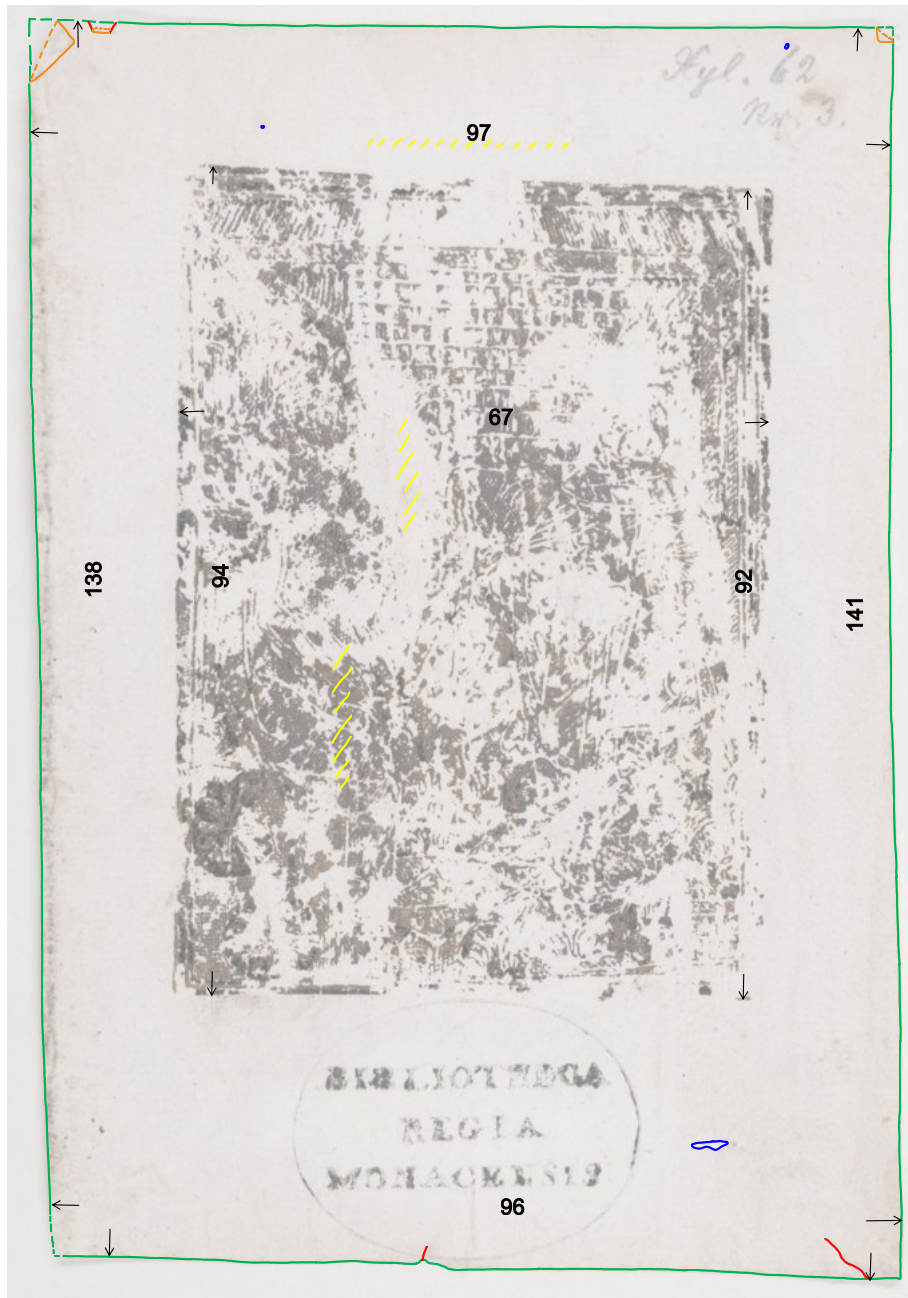 Xyl. 62
Nr. 3.
97
67
138
94
92
141
BIBLIOTHECA
REGIA
MONACENSIS
96